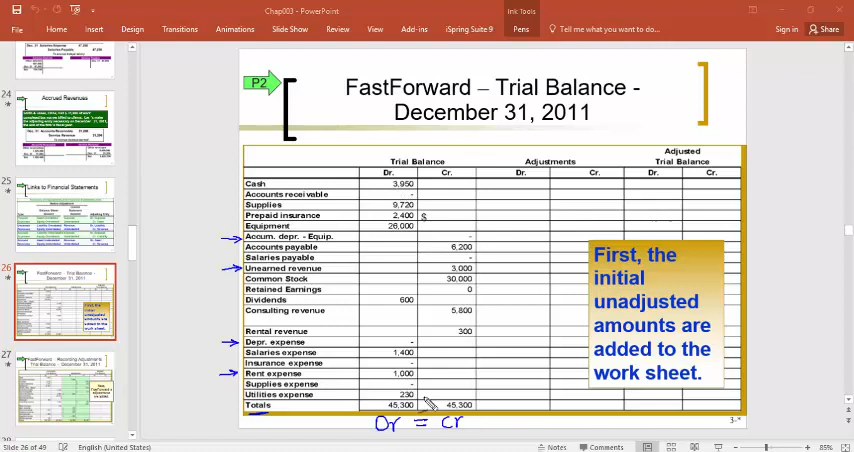 Chap003 - PowerPoint
Ink Tools
Sign in
Share
File
Home
Insert
Design
Transitions
Animations
Slide Show
Review
View
Add-ins
iSpring Suite 9
Pens
Tell me what you want to do...
24
Accrued Revenues
25
Links to Financial Statements
26
27
P2
FastForward – Trial Balance -
December 31, 2011
Trial Balance
Adjustments
Adjusted
Trial Balance
Dr. Cr. Dr. Cr. Dr. Cr.
Cash 3,950
Accounts receivable -
Supplies 9,720
Prepaid insurance 2,400 $
Equipment 26,000
Accum. depr. - Equip. -
Accounts payable 6,200
Salaries payable -
Unearned revenue 3,000
Common Stock 30,000
Retained Earnings 0
Dividends 600
Consulting revenue 5,800
Rental revenue 300
Depr. expense -
Salaries expense 1,400
Insurance expense -
Rent expense 1,000
Supplies expense -
Utilities expense 230
Totals 45,300 45,300
First, the
initial
unadjusted
amounts are
added to the
work sheet.
Dr = Cr
3-*
Slide 26 of 49
English (United States)
Notes
Comments
85%